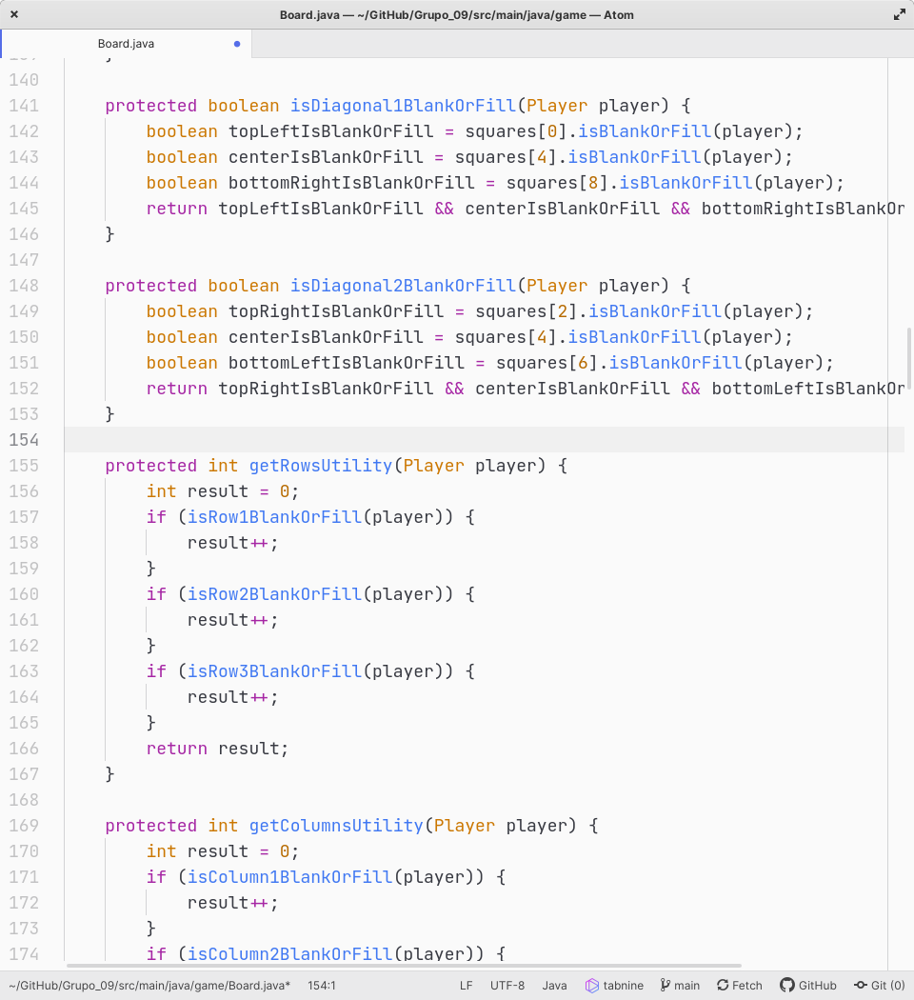 Board.java — ~/GitHub/Grupo_09/src/main/java/game — Atom
Board.java
140
141 protected boolean isDiagonal1BlankOrFill(Player player) {
142 boolean topLeftIsBlankOrFill = squares[0].isBlankOrFill(player);
143 boolean centerIsBlankOrFill = squares[4].isBlankOrFill(player);
144 boolean bottomRightIsBlankOrFill = squares[8].isBlankOrFill(player);
145 return topLeftIsBlankOrFill && centerIsBlankOrFill && bottomRightIsBlankOr
146 }
147
148 protected boolean isDiagonal2BlankOrFill(Player player) {
149 boolean topRightIsBlankOrFill = squares[2].isBlankOrFill(player);
150 boolean centerIsBlankOrFill = squares[4].isBlankOrFill(player);
151 boolean bottomLeftIsBlankOrFill = squares[6].isBlankOrFill(player);
152 return topRightIsBlankOrFill && centerIsBlankOrFill && bottomLeftIsBlankOr
153 }
154
155 protected int getRowsUtility(Player player) {
156 int result = 0;
157 if (isRow1BlankOrFill(player)) {
158 result++;
159 }
160 if (isRow2BlankOrFill(player)) {
161 result++;
162 }
163 if (isRow3BlankOrFill(player)) {
164 result++;
165 }
166 return result;
167 }
168
169 protected int getColumnsUtility(Player player) {
170 int result = 0;
171 if (isColumn1BlankOrFill(player)) {
172 result++;
173 }
174 if (isColumn2BlankOrFill(player)) {
~/GitHub/Grupo_09/src/main/java/game/Board.java* 154:1 LF UTF-8 Java tabnine main Fetch GitHub Git (0)